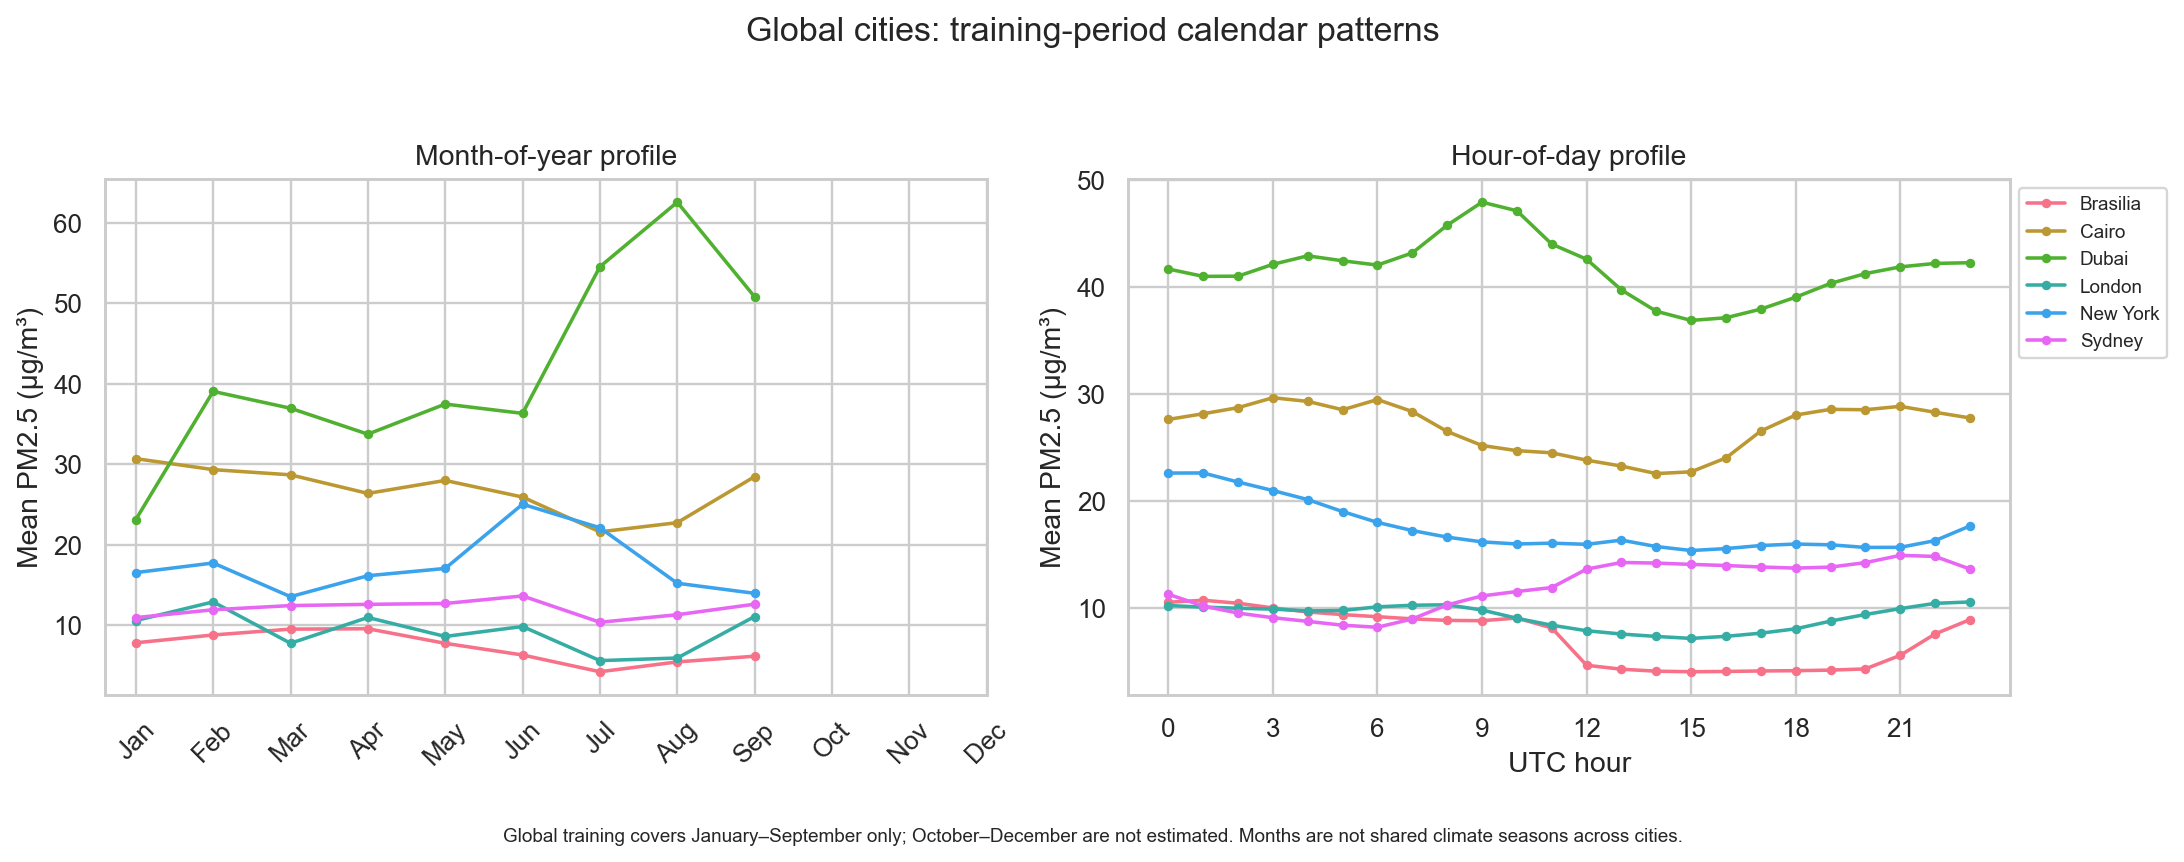 Global cities: training-period calendar patterns
Month-of-year profile
Mean PM2.5 (μg/m³)
60
50
40
30
20
10
Jan
Feb
Mar
Apr
May
Jun
Jul
Aug
Sep
Oct
Nov
Dec
Hour-of-day profile
Mean PM2.5 (μg/m³)
50
40
30
20
10
0
3
6
9
12
15
18
21
UTC hour
Brasilia
Cairo
Dubai
London
New York
Sydney
Global training covers January–September only; October–December are not estimated. Months are not shared climate seasons across cities.